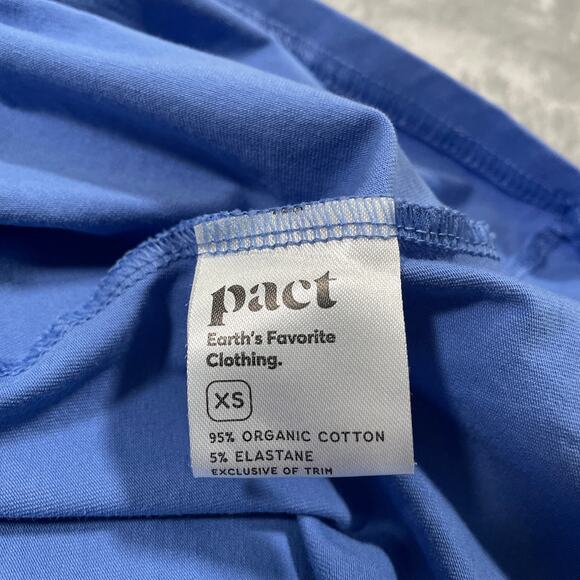 pact
Earth's Favorite
Clothing.
XS
95% ORGANIC COTTON
5% ELASTANE
EXCLUSIVE OF TRIM